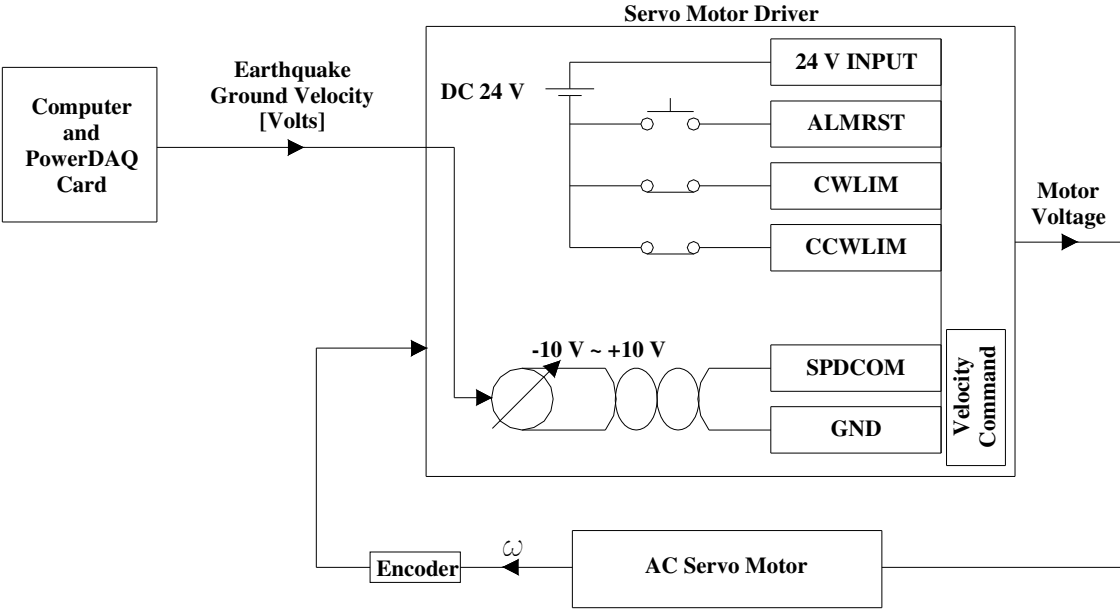 Servo Motor Driver
Computer
and
PowerDAQ
Card
Earthquake
Ground Velocity
[Volts]
DC 24 V
24 V INPUT
ALMRST
CWLIM
CCWLIM
Motor
Voltage
-10 V ~ +10 V
SPDCOM
GND
Velocity
Command
Encoder
ω
AC Servo Motor